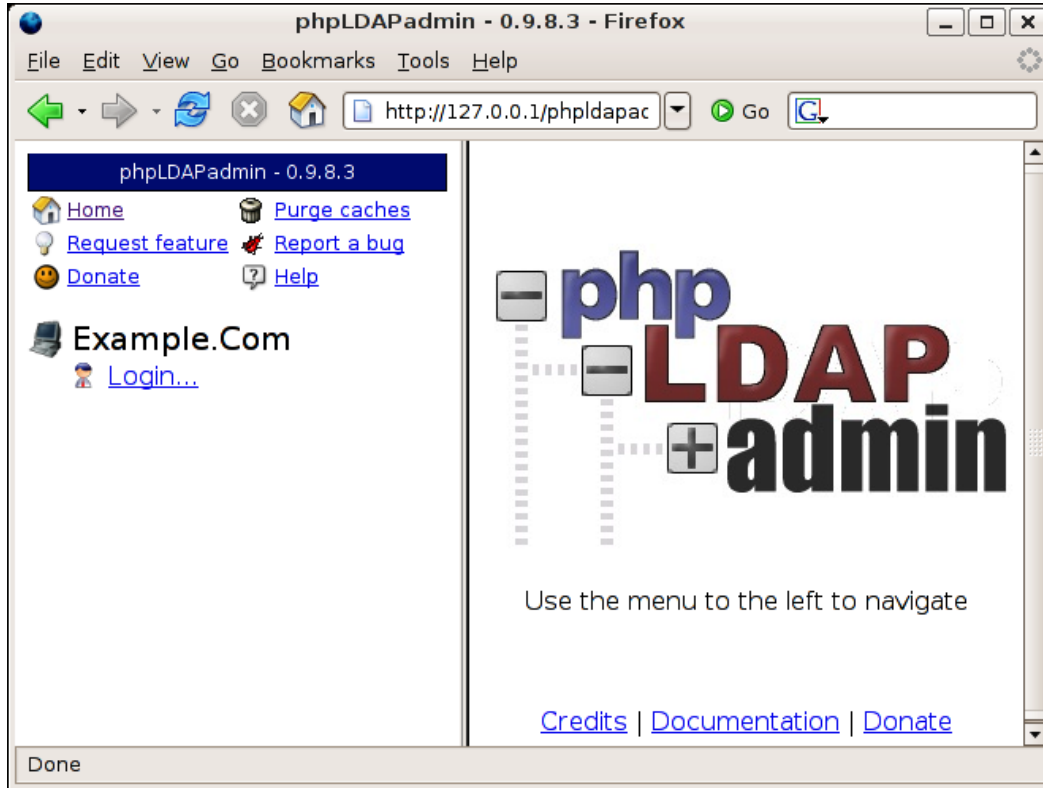 phpLDAPadmin - 0.9.8.3 - Firefox
File Edit View Go Bookmarks Tools Help
http://127.0.0.1/phpldapac Go G
phpLDAPadmin - 0.9.8.3
Home Purge caches
Request feature Report a bug
Donate Help
Example.Com
Login...
php
LDAP
admin
Use the menu to the left to navigate
Credits | Documentation | Donate
Done